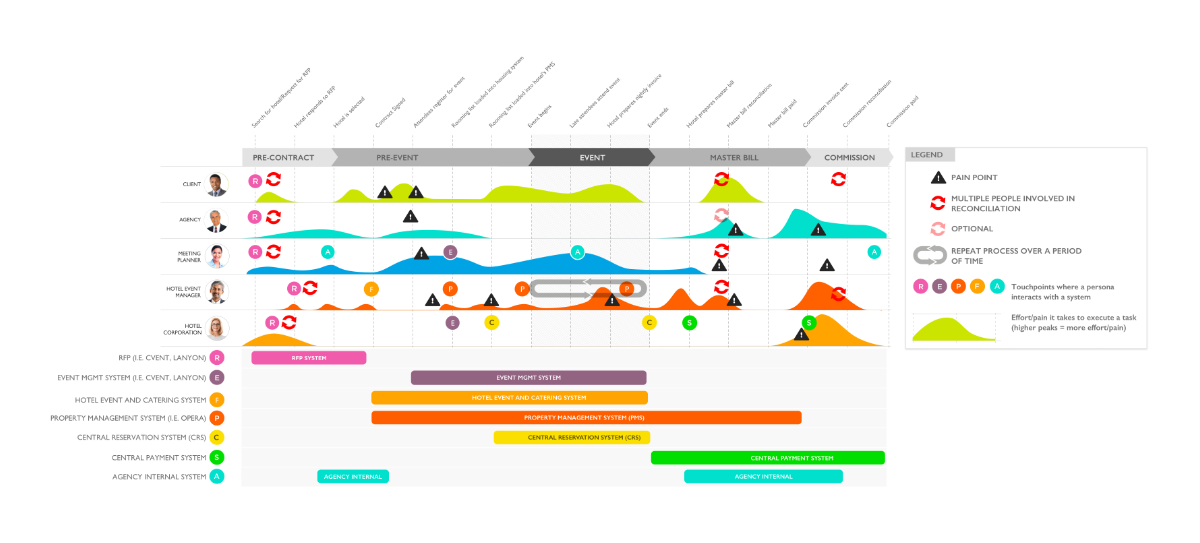 Search for hotel/Request for RFP
Hotel responds to RFP
Hotel is selected
Contract Signed
Attendees register for event
Rooming list loaded into housing system
Rooming list loaded into hotel's PMS
Event begins
Late attendees attend event
Hotel prepares nightly invoice
Event ends
Hotel prepares master bill
Master bill reconciliation
Master bill paid
Commission invoice sent
Commission reconciliation
Commission paid
PRE-CONTRACT
PRE-EVENT
EVENT
MASTER BILL
COMMISSION
CLIENT
R
AGENCY
R
MEETING
PLANNER
R
A
E
A
A
HOTEL EVENT
MANAGER
R
F
P
P
P
HOTEL
CORPORATION
R
E
C
C
S
S
RFP (I.E. CVENT, LANYON)
R
RFP SYSTEM
EVENT MGMT SYSTEM (I.E. CVENT, LANYON)
E
EVENT MGMT SYSTEM
HOTEL EVENT AND CATERING SYSTEM
F
HOTEL EVENT AND CATERING SYSTEM
PROPERTY MANAGEMENT SYSTEM (I.E. OPERA)
P
PROPERTY MANAGEMENT SYSTEM (PMS)
CENTRAL RESERVATION SYSTEM (CRS)
C
CENTRAL RESERVATION SYSTEM (CRS)
CENTRAL PAYMENT SYSTEM
S
CENTRAL PAYMENT SYSTEM
AGENCY INTERNAL SYSTEM
A
AGENCY INTERNAL
AGENCY INTERNAL
LEGEND
PAIN POINT
MULTIPLE PEOPLE INVOLVED IN
RECONCILIATION
OPTIONAL
REPEAT PROCESS OVER A PERIOD
OF TIME
R E P F A
Touchpoints where a persona
interacts with a system
Effort/pain it takes to execute a task
(higher peaks = more effort/pain)